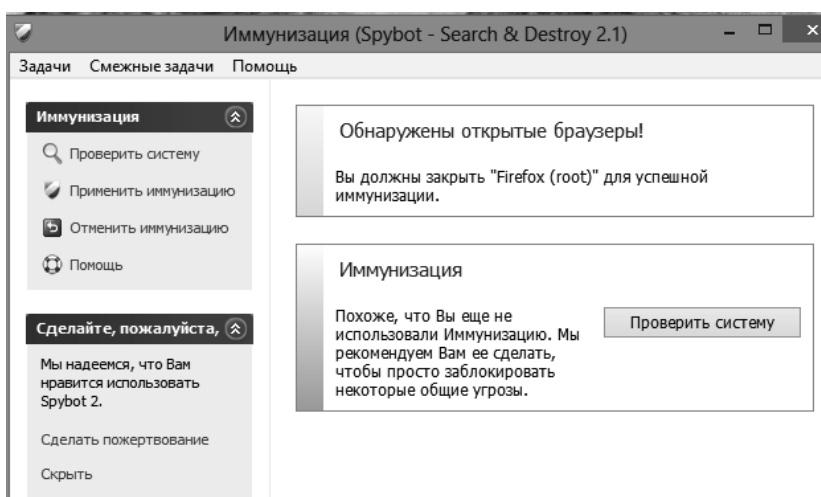 Иммунизация (Spybot - Search & Destroy 2.1)
Задачи Смежные задачи Помощь
Иммунизация
Проверить систему
Применить иммунизацию
Отменить иммунизацию
Помощь
Сделайте, пожалуйста,
Мы надеемся, что Вам
нравится использовать
Spybot 2.
Сделать пожертвование
Скрыть
Обнаружены открытые браузеры!
Вы должны закрыть "Firefox (root)" для успешной
иммунизации.
Иммунизация
Похоже, что Вы еще не
использовали Иммунизацию. Мы
рекомендуем Вам ее сделать,
чтобы просто заблокировать
некоторые общие угрозы.
Проверить систему